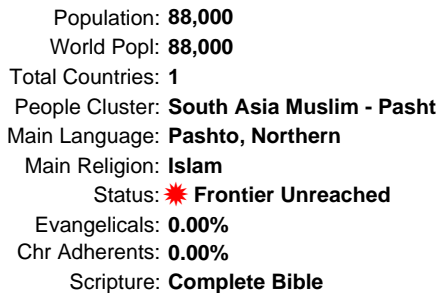 Population: 88,000
World Popl: 88,000
Total Countries: 1
People Cluster: South Asia Muslim - Pasht
Main Language: Pashto, Northern
Main Religion: Islam
Status: Frontier Unreached
Evangelicals: 0.00%
Chr Adherents: 0.00%
Scripture: Complete Bible